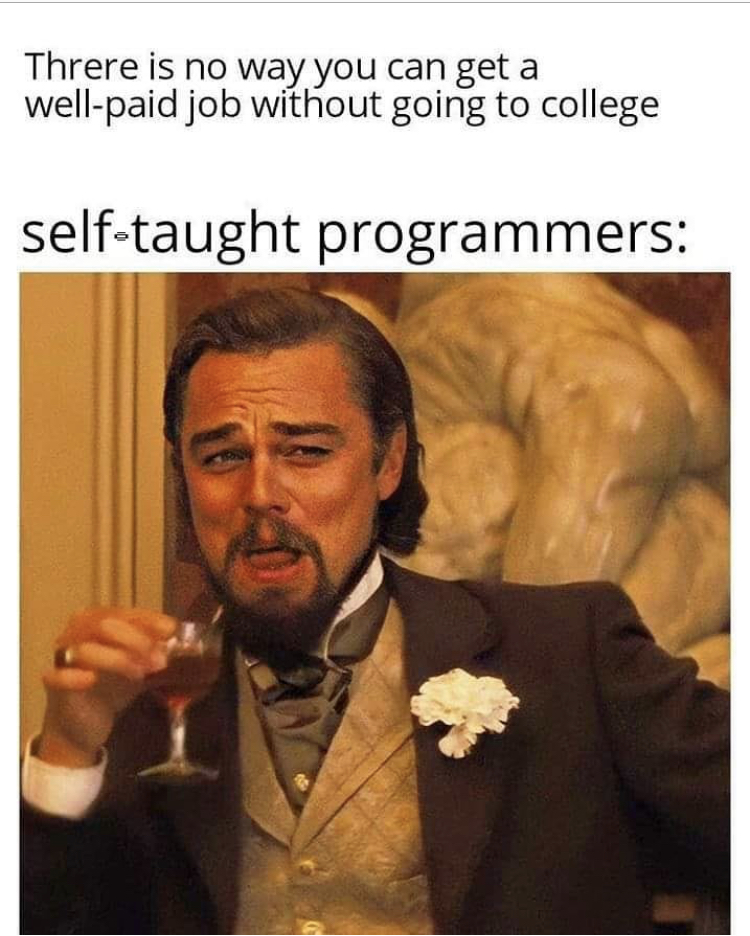 Threre is no way you can get a
well-paid job without going to college
self-taught programmers: